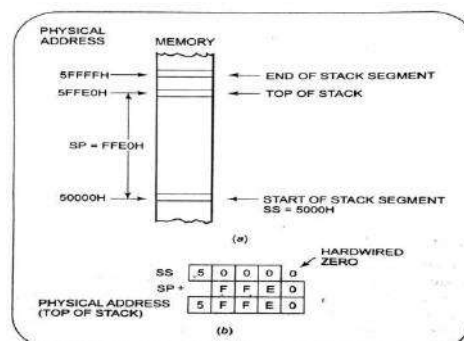 PHYSICAL ADDRESS MEMORY
5FFFFH END OF STACK SEGMENT
5FFE0H TOP OF STACK
SP = FFE0H
50000H START OF STACK SEGMENT
SS = 5000H
(a)
HARDWIRED ZERO
SS 5 0 0 0 0
SP + F F E 0
PHYSICAL ADDRESS 5 F F E 0
(TOP OF STACK)
(b)